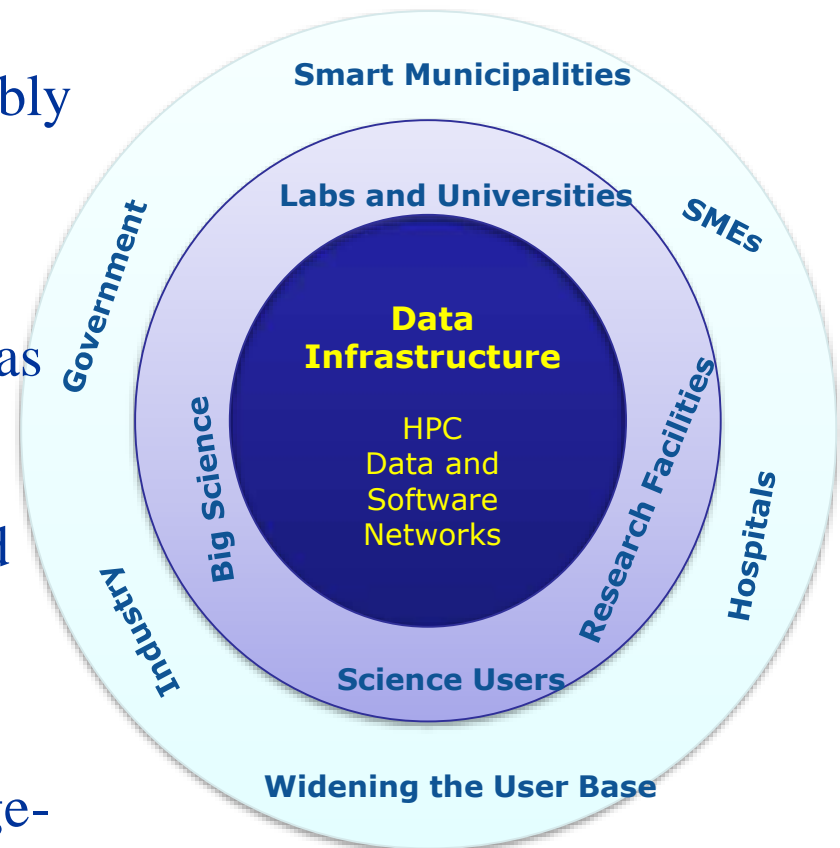 Smart Municipalities
bly
Labs and Universities
SMEs
Government
Data
Infrastructure
as
HPC
Data and
Software
Networks
Big Science
Research Facilities
Hospitals
d
Industry
Science Users
Widening the User Base
ge-